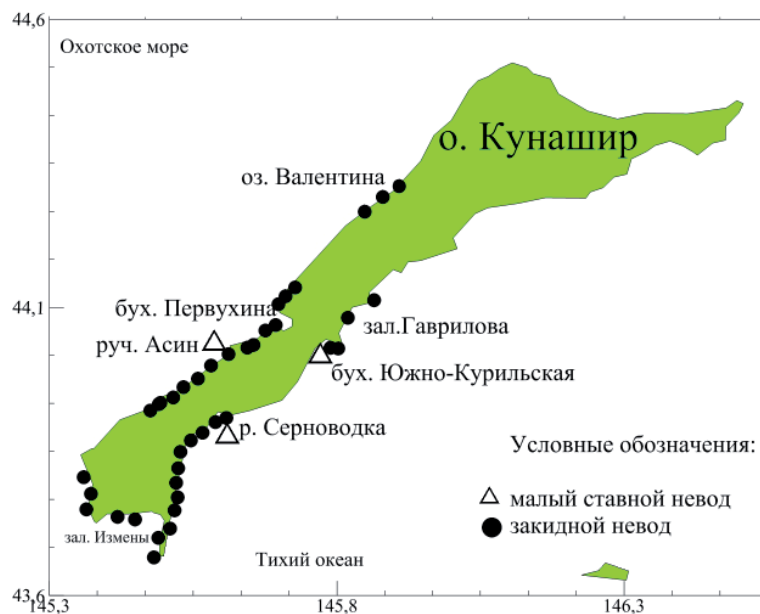 44,6
Охотское море
о. Кунашир
оз. Валентина
44,1
бух. Первухина
зал.Гаврилова
руч. Асин
бух. Южно-Курильская
р. Серноводка
Условные обозначения:
малый ставной невод
закидной невод
зал. Измены
Тихий океан
43,6
145,3
145,8
146,3